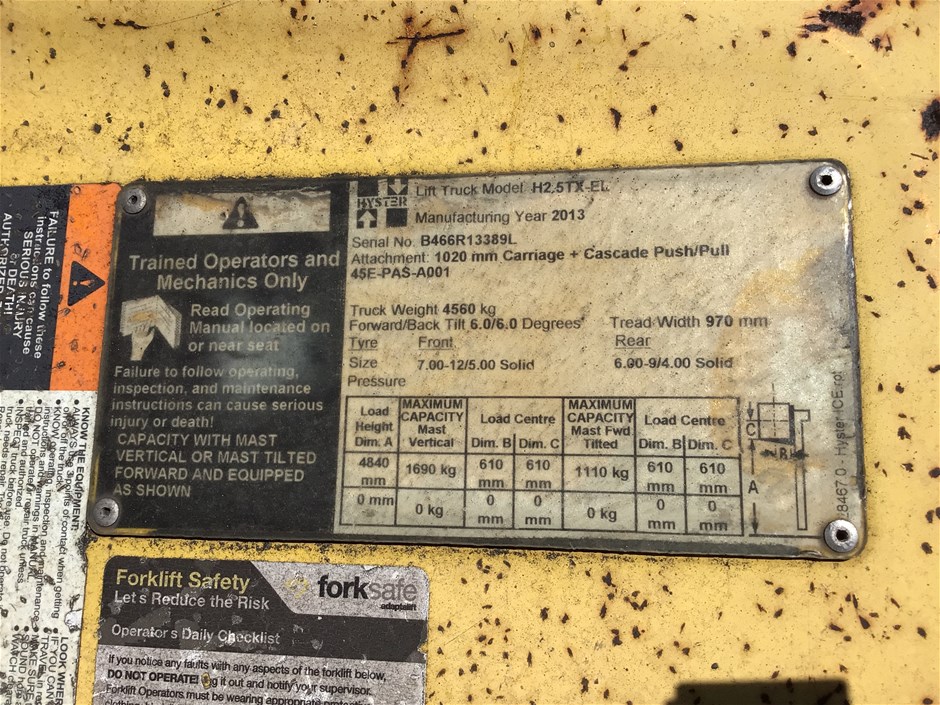 FAILURE to follow these
instructions can cause
SERIOUS INJURY
or DEATH!
KNOW THE EQUIPMENT:
Trained Operators and
Mechanics Only
Read Operating
Manual located on
or near seat
Failure to follow operating,
inspection, and maintenance
instructions can cause serious
injury or death!
CAPACITY WITH MAST
VERTICAL OR MAST TILTED
FORWARD AND EQUIPPED
AS SHOWN
HYSTER
Lift Truck Model H2.5TX-EL
Manufacturing Year 2013
Serial No. B466R13389L
Attachment: 1020 mm Carriage + Cascade Push/Pull
45E-PAS-A001
Truck Weight 4560 kg
Forward/Back Tilt 6.0/6.0 Degrees Tread Width 970 mm
Tyre Front Rear
Size 7.00-12/5.00 Solid 6.00-9/4.00 Solid
Pressure
Load Height Dim. A MAXIMUM CAPACITY Mast Vertical Load Centre Dim. B Dim. C MAXIMUM CAPACITY Mast Fwd Tilted Load Centre Dim. B Dim. C
4840 mm 1690 kg 610 mm 610 mm 1110 kg 610 mm 610 mm
0 mm 0 kg 0 mm 0 mm 0 kg 0 mm 0 mm
C
B
A
Forklift Safety
Let's Reduce the Risk
forksafe
adaptalift
Operator's Daily Checklist
If you notice any faults with any aspects of the forklift below,
DO NOT OPERATE! it out and notify your supervisor.
Forklift Operators must be wearing appropriate